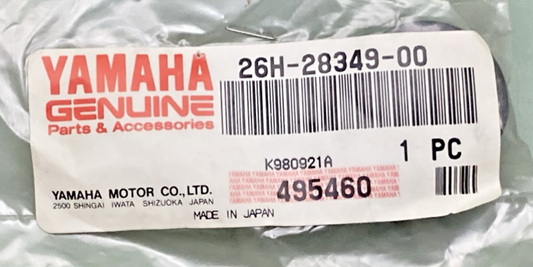 YAMAHA
GENUINE
Parts & Accessories
26H-28349-00
K980921A
1 PC
YAMAHA MOTOR CO.,LTD.
2500 SHINGAI IWATA SHIZUOKA JAPAN
495460
MADE IN JAPAN